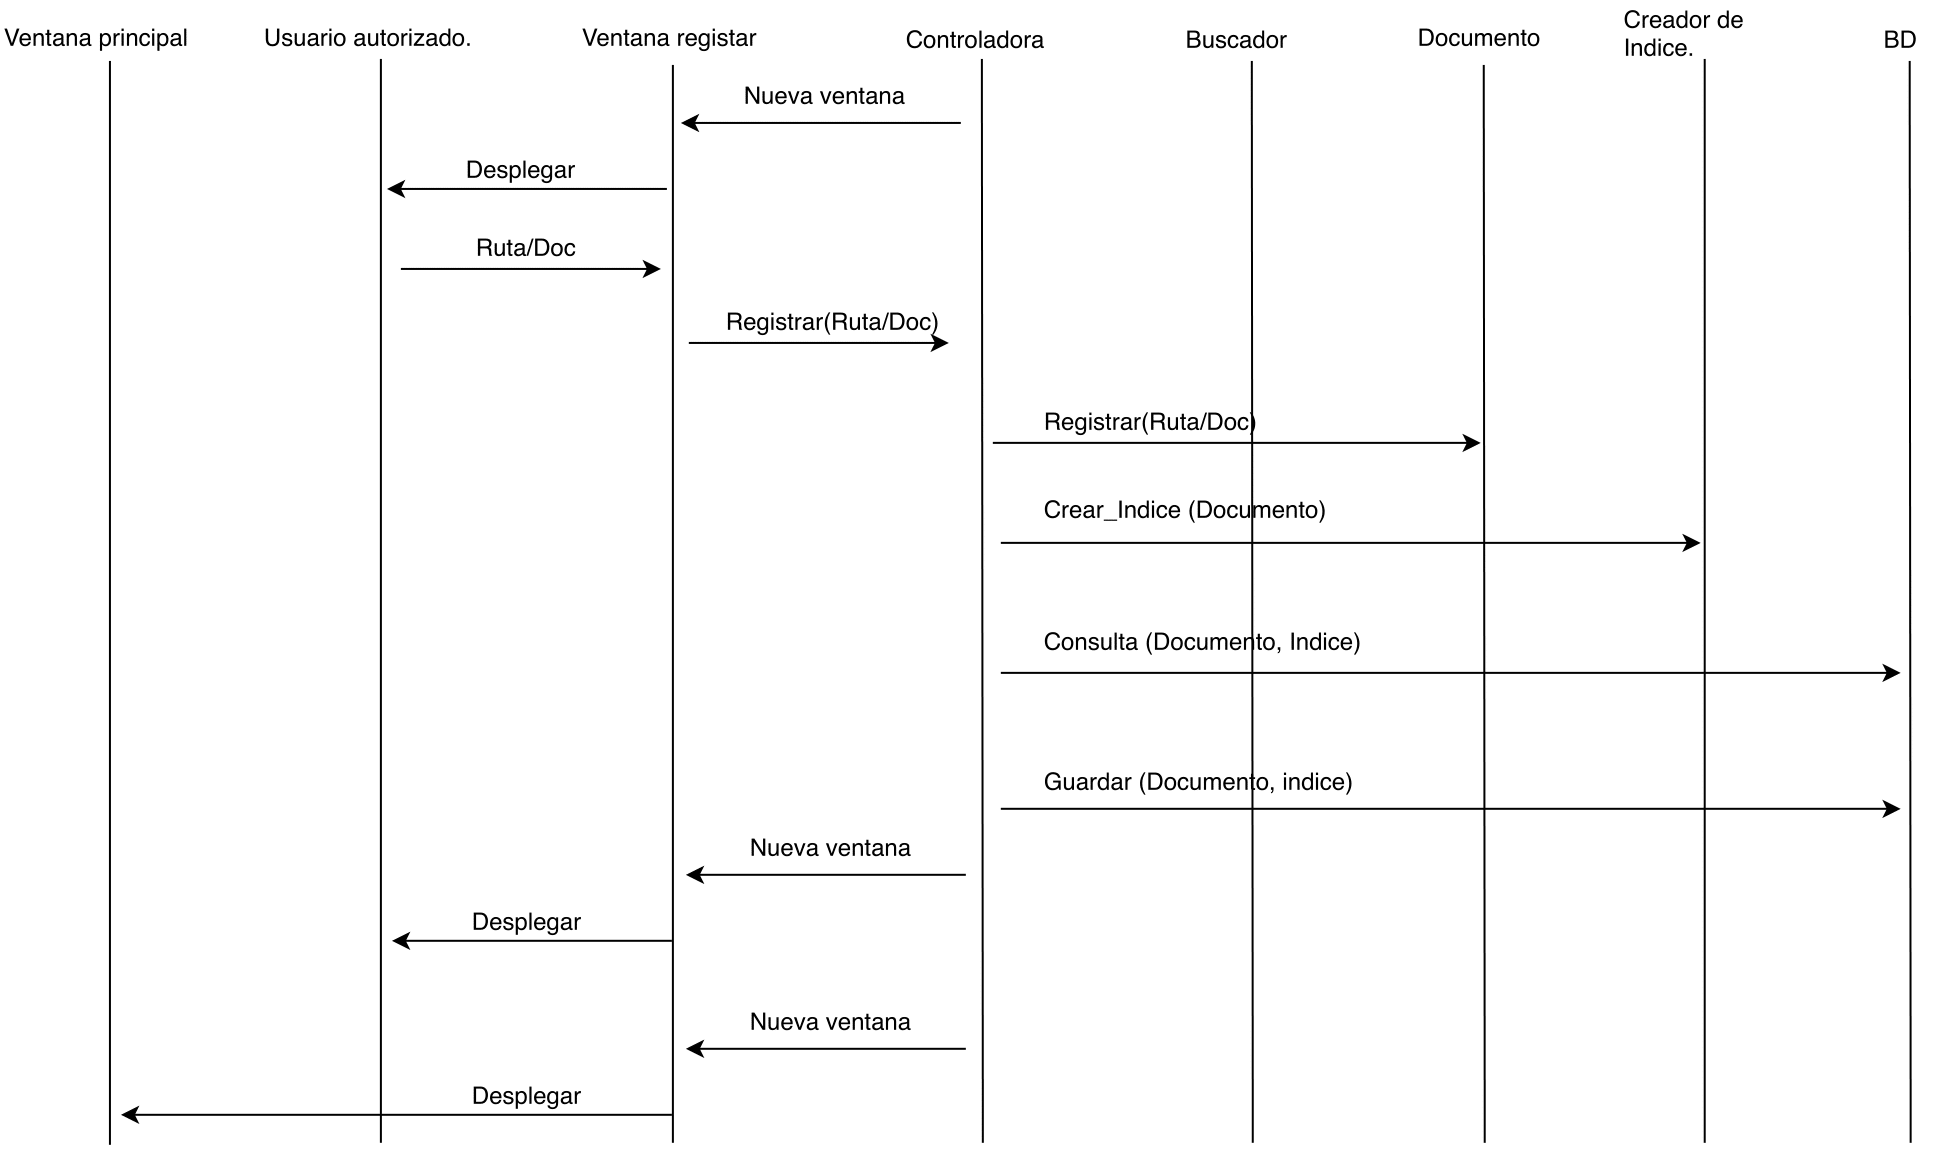 Ventana principal
Usuario autorizado.
Ventana registar
Controladora
Buscador
Documento
Creador de
Indice.
BD
Nueva ventana
Desplegar
Ruta/Doc
Registrar(Ruta/Doc)
Registrar(Ruta/Doc)
Crear_Indice (Documento)
Consulta (Documento, Indice)
Guardar (Documento, indice)
Nueva ventana
Desplegar
Nueva ventana
Desplegar